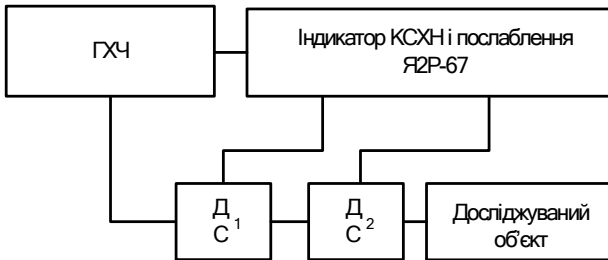 ГХЧ
Індикатор КСХН і послаблення
Я2Р-67
Д
С 1
Д
С 2
Досліджуваний
об'єкт